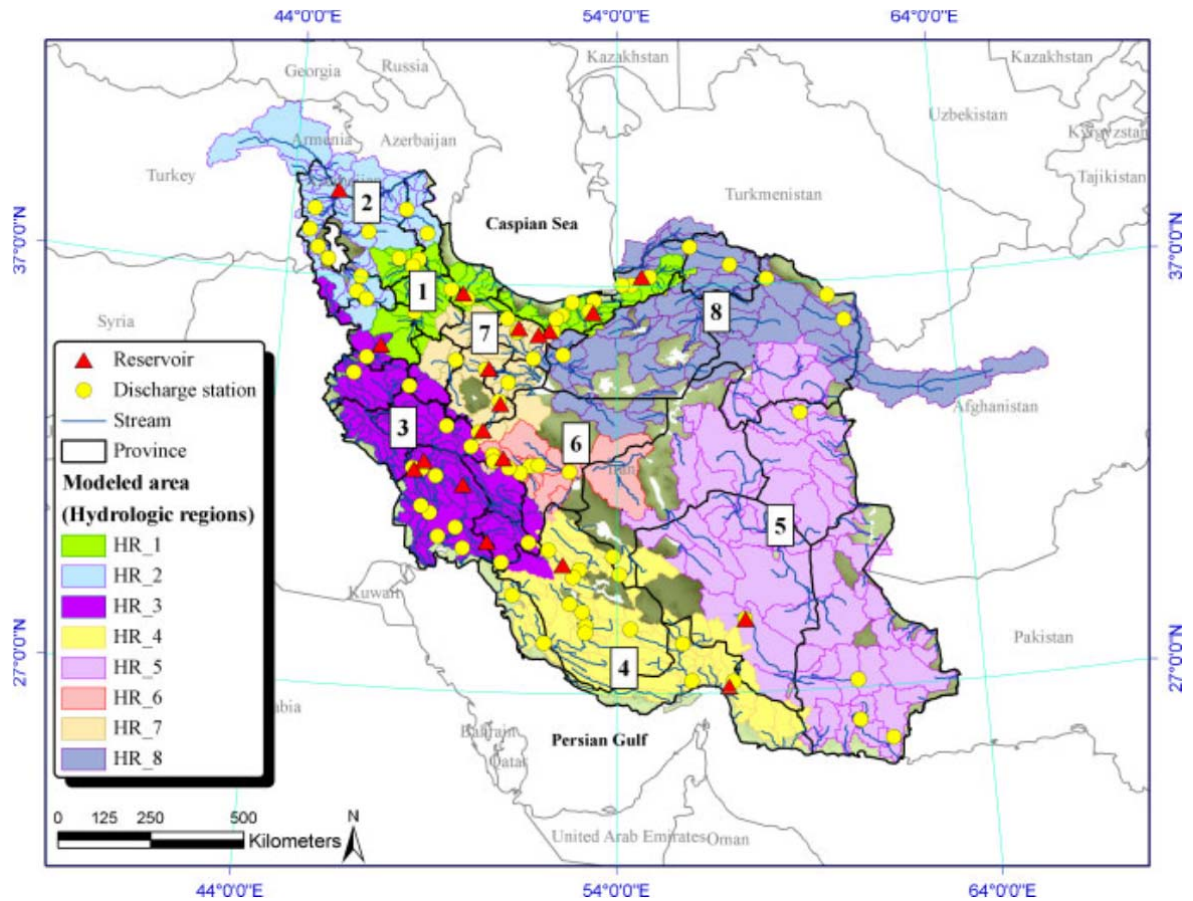 44°0'0"E 54°0'0"E 64°0'0"E
Kazakhstan Kazakhstan
Georgia Russia
Uzbekistan
Armenia Azerbaijan Kyrgyzstan
Turkey Tajikistan
Turkmenistan
2
Caspian Sea
37°0'0"N 37°0'0"N
1
8
7
Syria
Afghanistan
3
6
Iran
5
Kuwait
Pakistan
27°0'0"N 27°0'0"N
4
Persian Gulf
Qatar
United Arab Emirates Oman
Reservoir
Discharge station
Stream
Province
Modeled area
(Hydrologic regions)
HR_1
HR_2
HR_3
HR_4
HR_5
HR_6
HR_7
HR_8
0 125 250 500
Kilometers
N
44°0'0"E 54°0'0"E 64°0'0"E